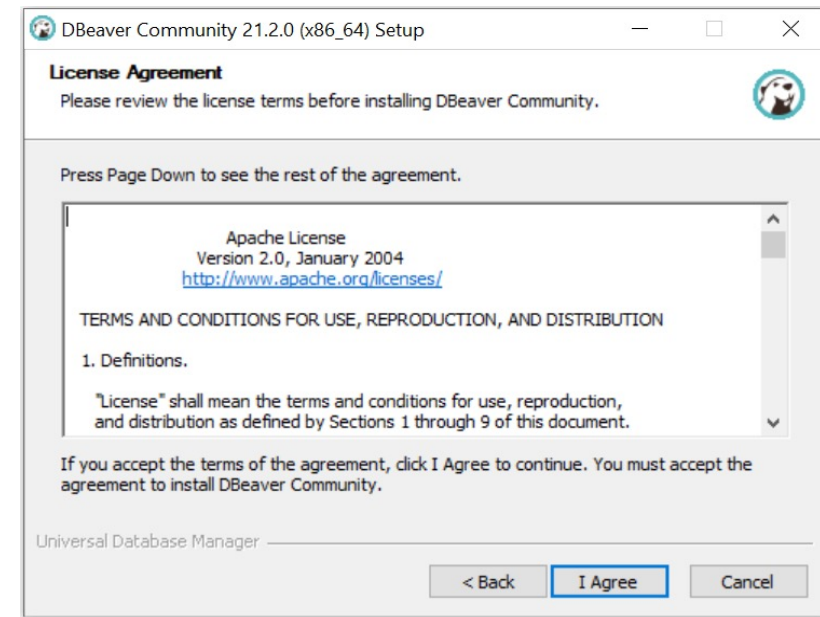 DBeaver Community 21.2.0 (x86_64) Setup
License Agreement
Please review the license terms before installing DBeaver Community.
Press Page Down to see the rest of the agreement.
Apache License
Version 2.0, January 2004
http://www.apache.org/licenses/
TERMS AND CONDITIONS FOR USE, REPRODUCTION, AND DISTRIBUTION
1. Definitions.
"License" shall mean the terms and conditions for use, reproduction,
and distribution as defined by Sections 1 through 9 of this document.
If you accept the terms of the agreement, click I Agree to continue. You must accept the
agreement to install DBeaver Community.
Universal Database Manager
< Back I Agree Cancel